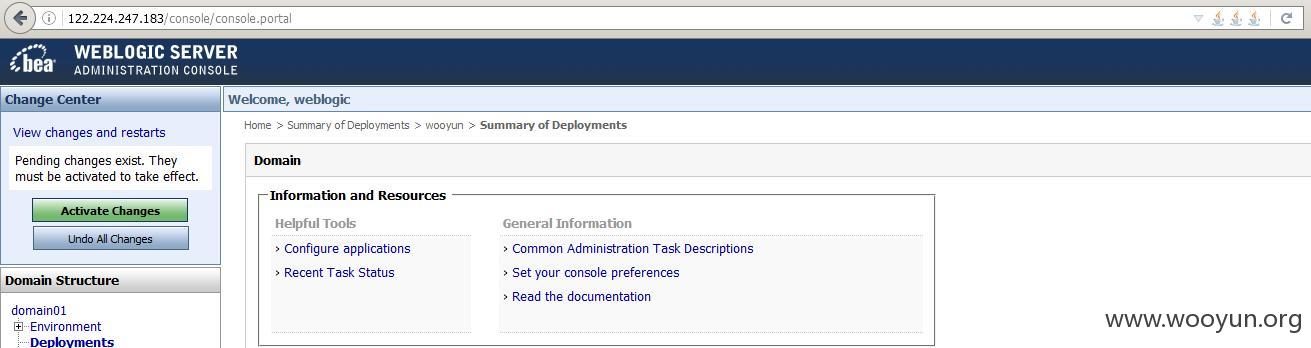 122.224.247.183/console/console.portal
bea WEBLOGIC SERVER
ADMINISTRATION CONSOLE
Change Center
View changes and restarts
Pending changes exist. They
must be activated to take effect.
Activate Changes
Undo All Changes
Domain Structure
domain01
Environment
Deployments
Welcome, weblogic
Home > Summary of Deployments > wooyun > Summary of Deployments
Domain
Information and Resources
Helpful Tools
› Configure applications
› Recent Task Status
General Information
› Common Administration Task Descriptions
› Set your console preferences
› Read the documentation
www.wooyun.org